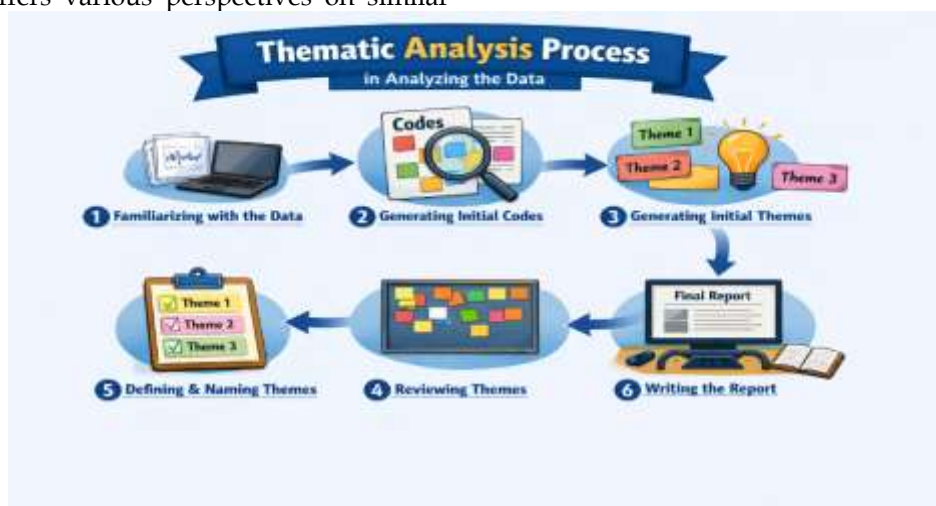 ffers various perspectives on similar
Thematic Analysis Process
in Analyzing the Data
Codes
Theme 1
Theme 2
Theme 3
1 Familiarizing with the Data
2 Generating Initial Codes
3 Generating Initial Themes
Theme 1
Theme 2
Theme 3
Final Report
5 Defining & Naming Themes
4 Reviewing Themes
6 Writing the Report